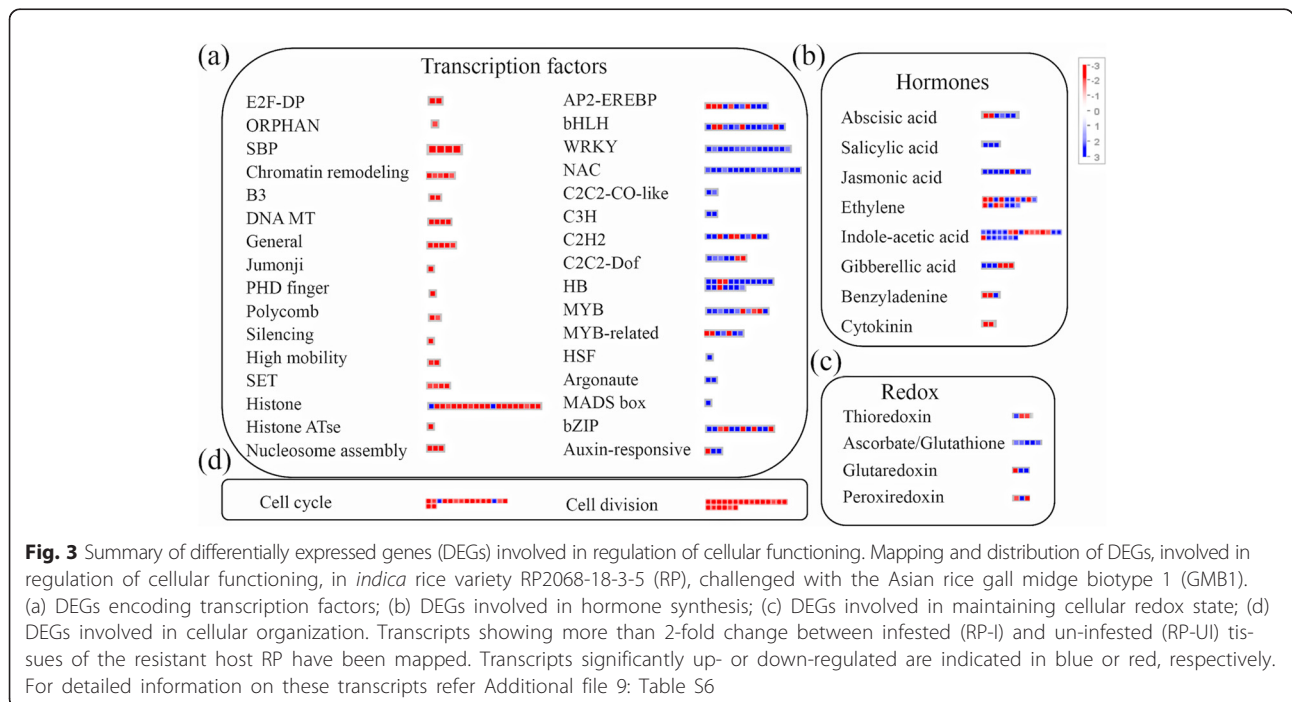 (a)
Transcription factors
E2F-DP
ORPHAN
SBP
Chromatin remodeling
B3
DNA MT
General
Jumonji
PHD finger
Polycomb
Silencing
High mobility
SET
Histone
Histone ATse
Nucleosome assembly
AP2-EREBP
bHLH
WRKY
NAC
C2C2-CO-like
C3H
C2H2
C2C2-Dof
HB
MYB
MYB-related
HSF
Argonaute
MADS box
bZIP
Auxin-responsive
(b)
Hormones
Abscisic acid
Salicylic acid
Jasmonic acid
Ethylene
Indole-acetic acid
Gibberellic acid
Benzyladenine
Cytokinin
-3
-2
-1
0
1
2
3
(c)
Redox
Thioredoxin
Ascorbate/Glutathione
Glutaredoxin
Peroxiredoxin
(d)
Cell cycle
Cell division
Fig. 3 Summary of differentially expressed genes (DEGs) involved in regulation of cellular functioning. Mapping and distribution of DEGs, involved in
regulation of cellular functioning, in indica rice variety RP2068-18-3-5 (RP), challenged with the Asian rice gall midge biotype 1 (GMB1).
(a) DEGs encoding transcription factors; (b) DEGs involved in hormone synthesis; (c) DEGs involved in maintaining cellular redox state; (d)
DEGs involved in cellular organization. Transcripts showing more than 2-fold change between infested (RP-I) and un-infested (RP-UI) tis-
sues of the resistant host RP have been mapped. Transcripts significantly up- or down-regulated are indicated in blue or red, respectively.
For detailed information on these transcripts refer Additional file 9: Table S6